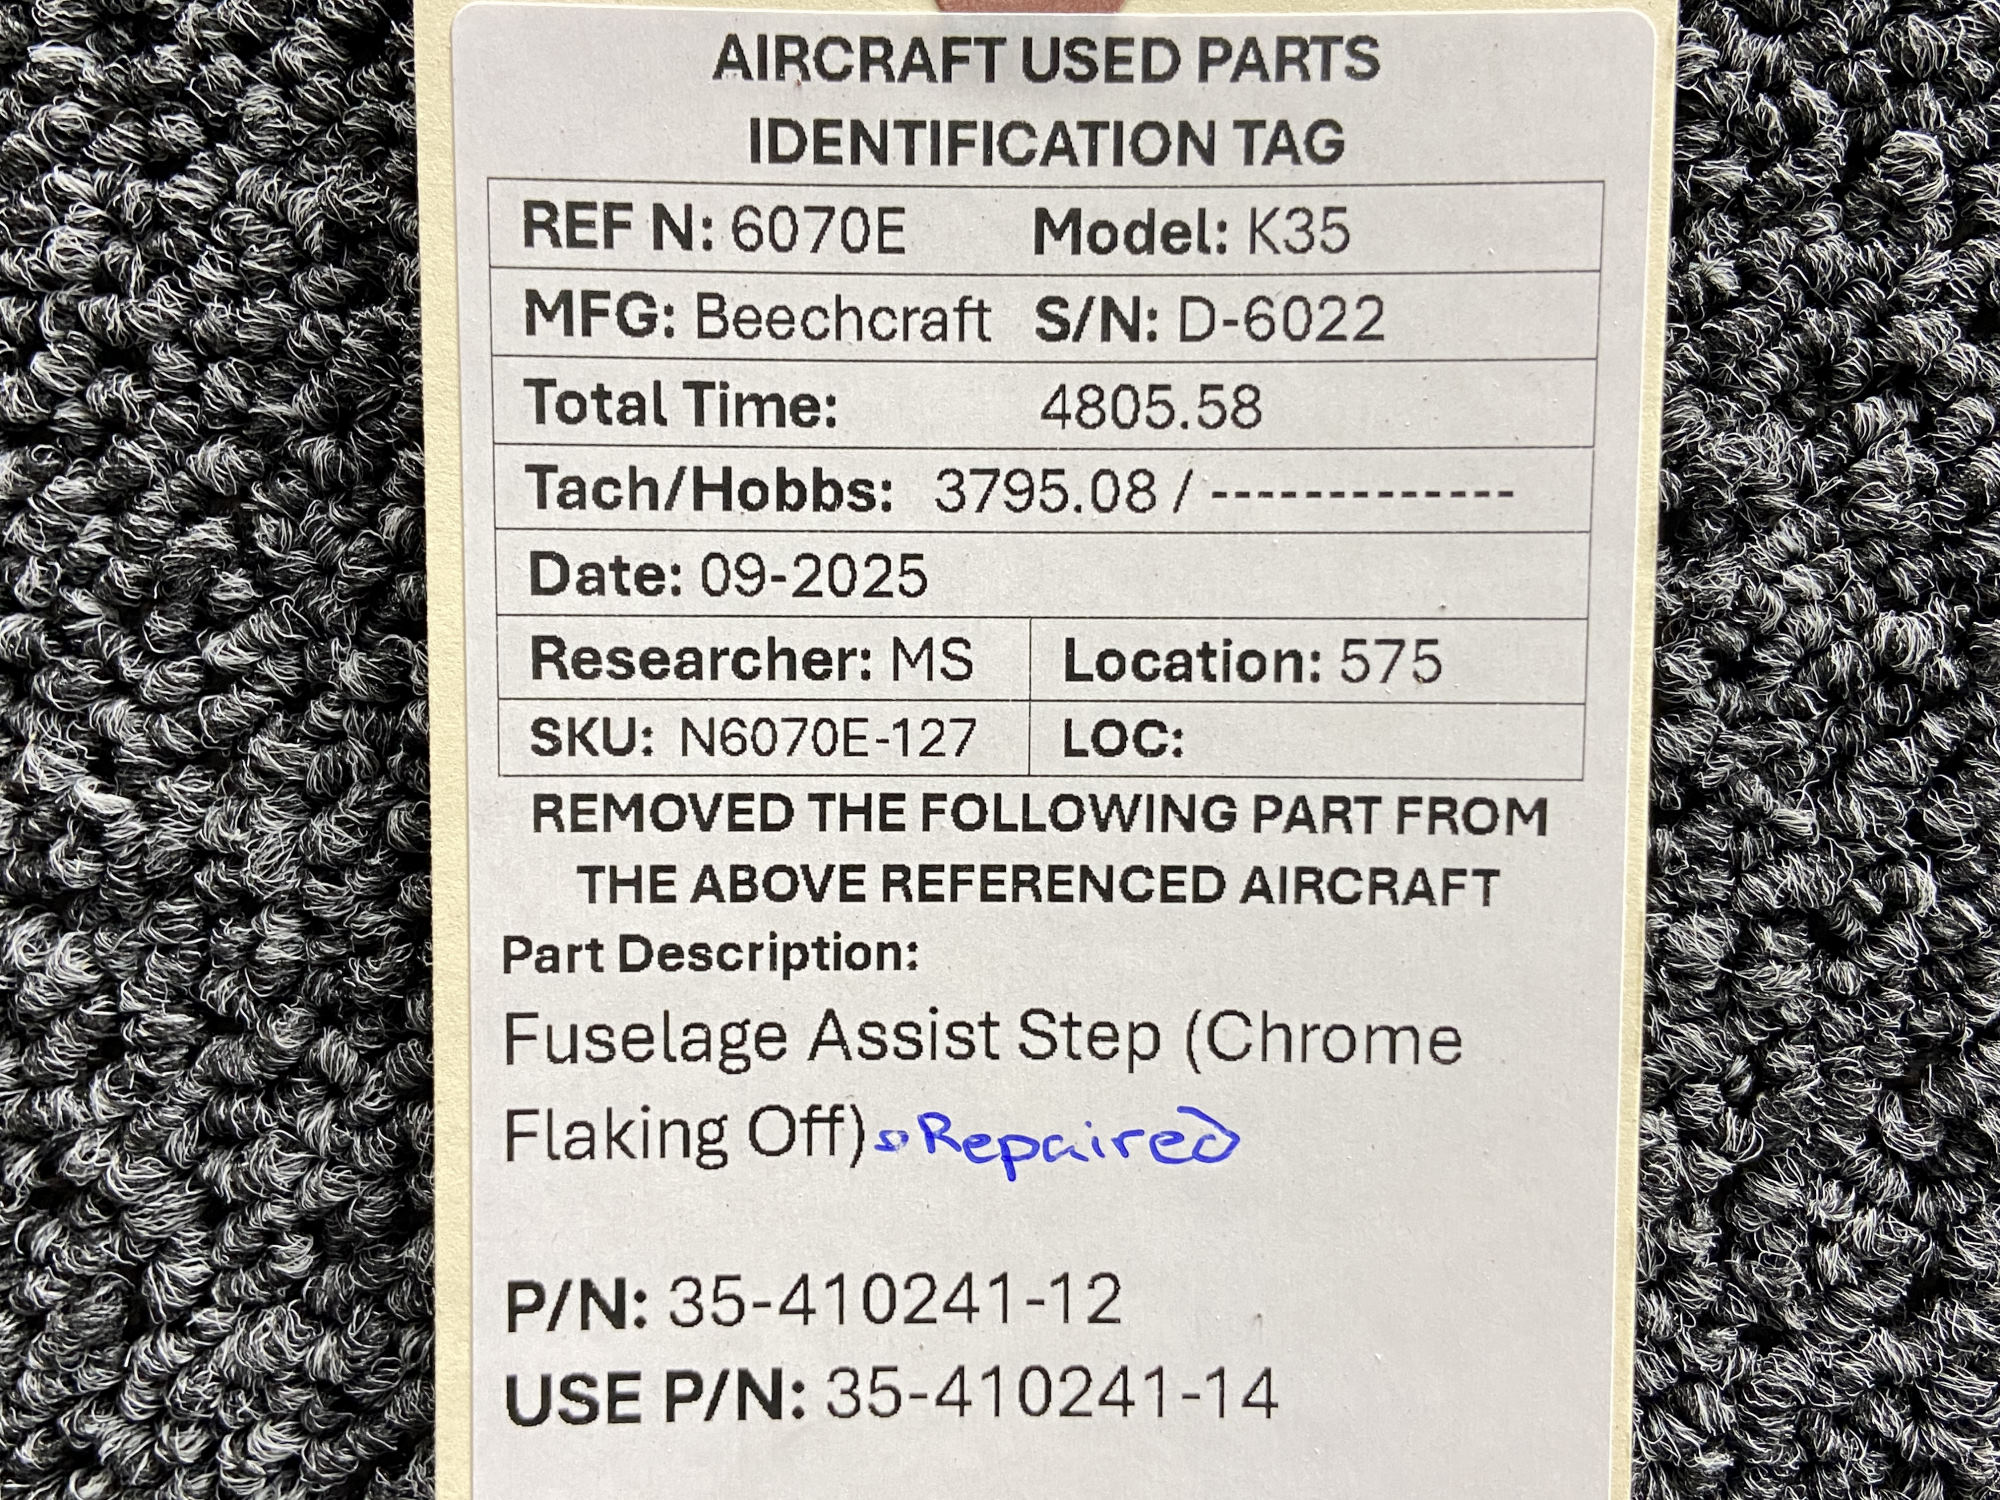 AIRCRAFT USED PARTS
IDENTIFICATION TAG
REF N: 6070E Model: K35
MFG: Beechcraft S/N: D-6022
Total Time: 4805.58
Tach/Hobbs: 3795.08 / -------------
Date: 09-2025
Researcher: MS Location: 575
SKU: N6070E-127 LOC:
REMOVED THE FOLLOWING PART FROM
THE ABOVE REFERENCED AIRCRAFT
Part Description:
Fuselage Assist Step (Chrome
Flaking Off) Repaired
P/N: 35-410241-12
USE P/N: 35-410241-14